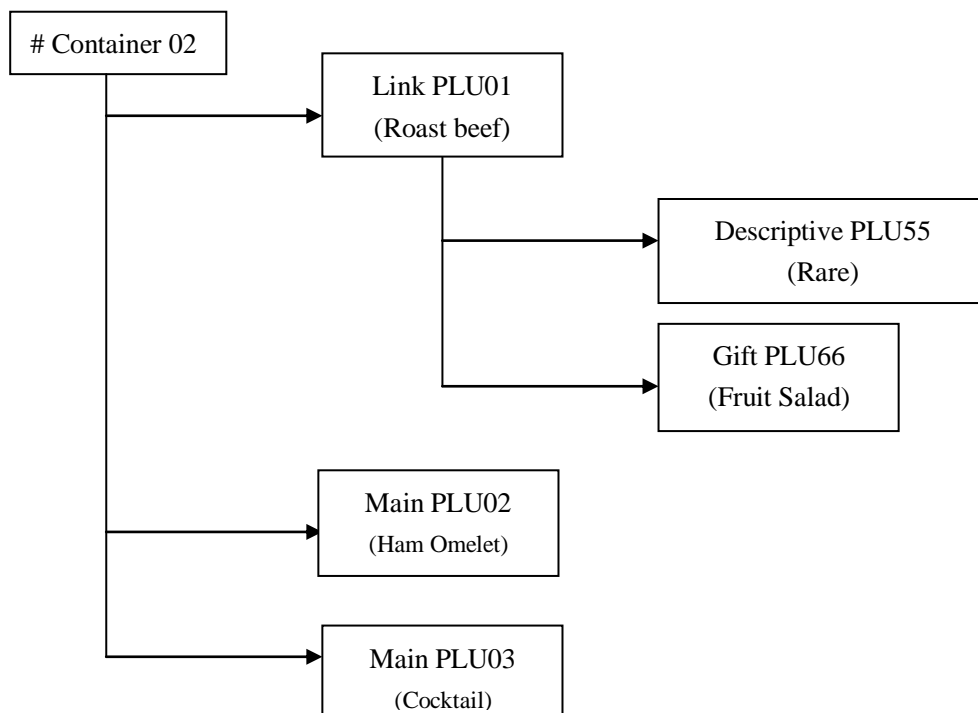 # Container 02
Link PLU01
(Roast beef)
Descriptive PLU55
(Rare)
Gift PLU66
(Fruit Salad)
Main PLU02
(Ham Omelet)
Main PLU03
(Cocktail)